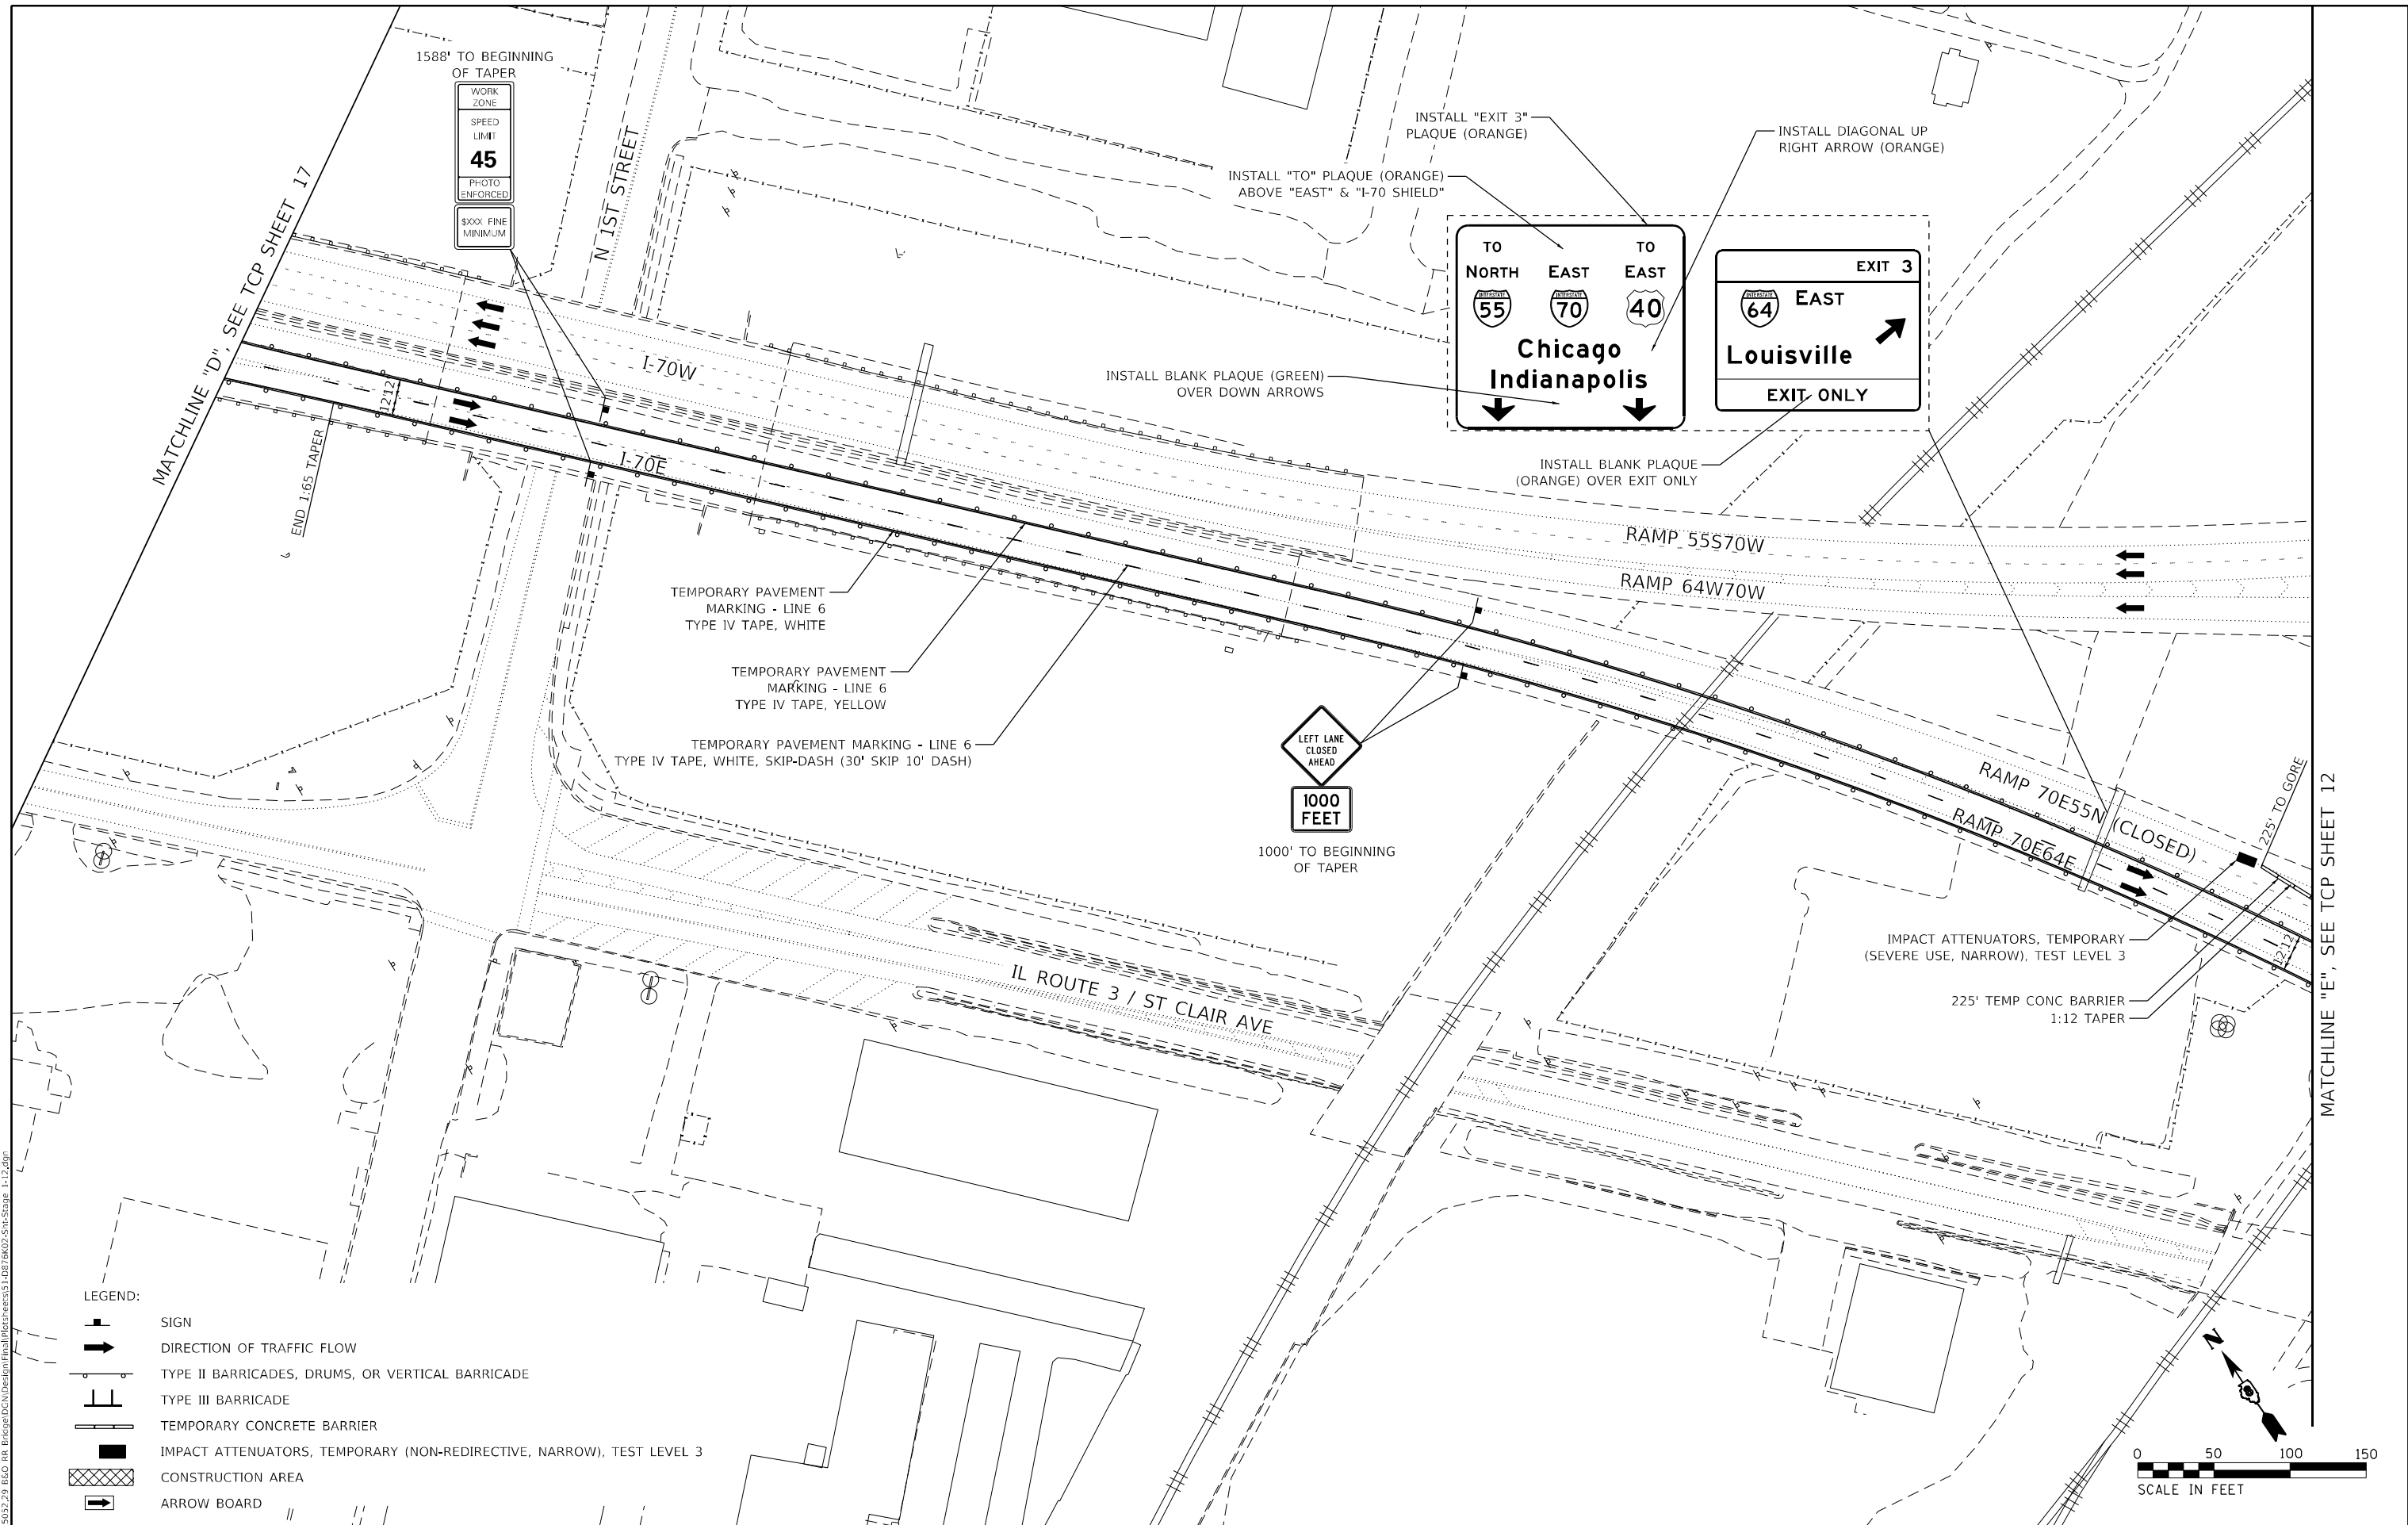 1588' TO BEGINNING
OF TAPER
WORK
ZONE
SPEED
LIMIT
45
PHOTO
ENFORCED
$XXX FINE
MINIMUM
MATCHLINE "D", SEE TCP SHEET 17
N 1ST STREET
INSTALL "EXIT 3"
PLAQUE (ORANGE)
INSTALL DIAGONAL UP
RIGHT ARROW (ORANGE)
INSTALL "TO" PLAQUE (ORANGE)
ABOVE "EAST" & "I-70 SHIELD"
TO TO
NORTH EAST EAST
INTERSTATE 55 INTERSTATE 70 40
Chicago
Indianapolis
EXIT 3
INTERSTATE 64 EAST
Louisville
EXIT ONLY
INSTALL BLANK PLAQUE (GREEN)
OVER DOWN ARROWS
INSTALL BLANK PLAQUE
(ORANGE) OVER EXIT ONLY
I-70W
12'12'
I-70E
END 1:65 TAPER
RAMP 55S70W
RAMP 64W70W
TEMPORARY PAVEMENT
MARKING - LINE 6
TYPE IV TAPE, WHITE
TEMPORARY PAVEMENT
MARKING - LINE 6
TYPE IV TAPE, YELLOW
TEMPORARY PAVEMENT MARKING - LINE 6
TYPE IV TAPE, WHITE, SKIP-DASH (30' SKIP 10' DASH)
LEFT LANE
CLOSED
AHEAD
1000
FEET
1000' TO BEGINNING
OF TAPER
RAMP 70E55N (CLOSED)
RAMP 70E64E
225' TO GORE
12'12'
IMPACT ATTENUATORS, TEMPORARY
(SEVERE USE, NARROW), TEST LEVEL 3
225' TEMP CONC BARRIER
1:12 TAPER
MATCHLINE "E", SEE TCP SHEET 12
IL ROUTE 3 / ST CLAIR AVE
LEGEND:
SIGN
DIRECTION OF TRAFFIC FLOW
TYPE II BARRICADES, DRUMS, OR VERTICAL BARRICADE
TYPE III BARRICADE
TEMPORARY CONCRETE BARRIER
IMPACT ATTENUATORS, TEMPORARY (NON-REDIRECTIVE, NARROW), TEST LEVEL 3
CONSTRUCTION AREA
ARROW BOARD
N
0 50 100 150
SCALE IN FEET